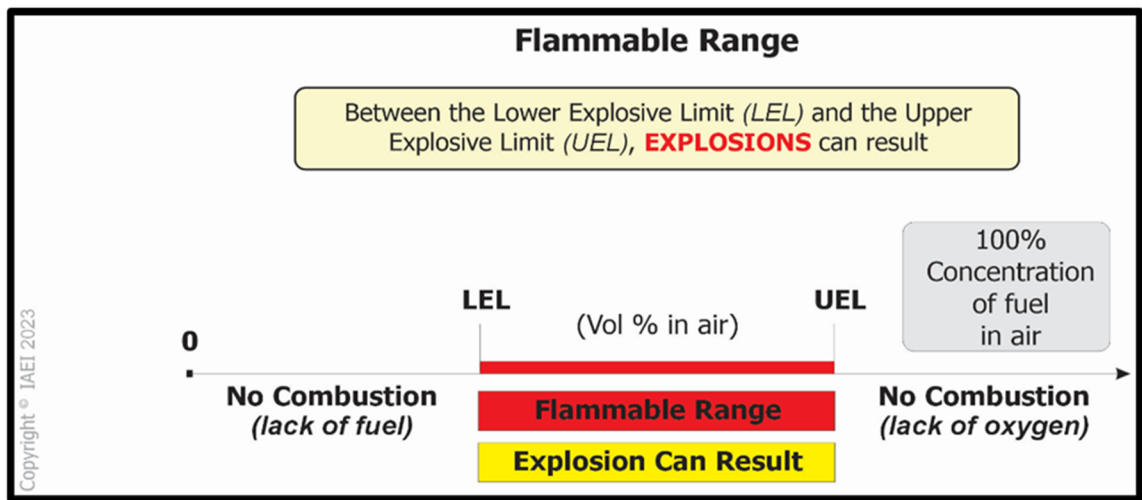 Flammable Range
Between the Lower Explosive Limit (LEL) and the Upper
Explosive Limit (UEL), EXPLOSIONS can result
100%
Concentration
of fuel
in air
LEL
UEL
(Vol % in air)
0
No Combustion
(lack of fuel)
Flammable Range
Explosion Can Result
No Combustion
(lack of oxygen)
Copyright © IAEI 2023